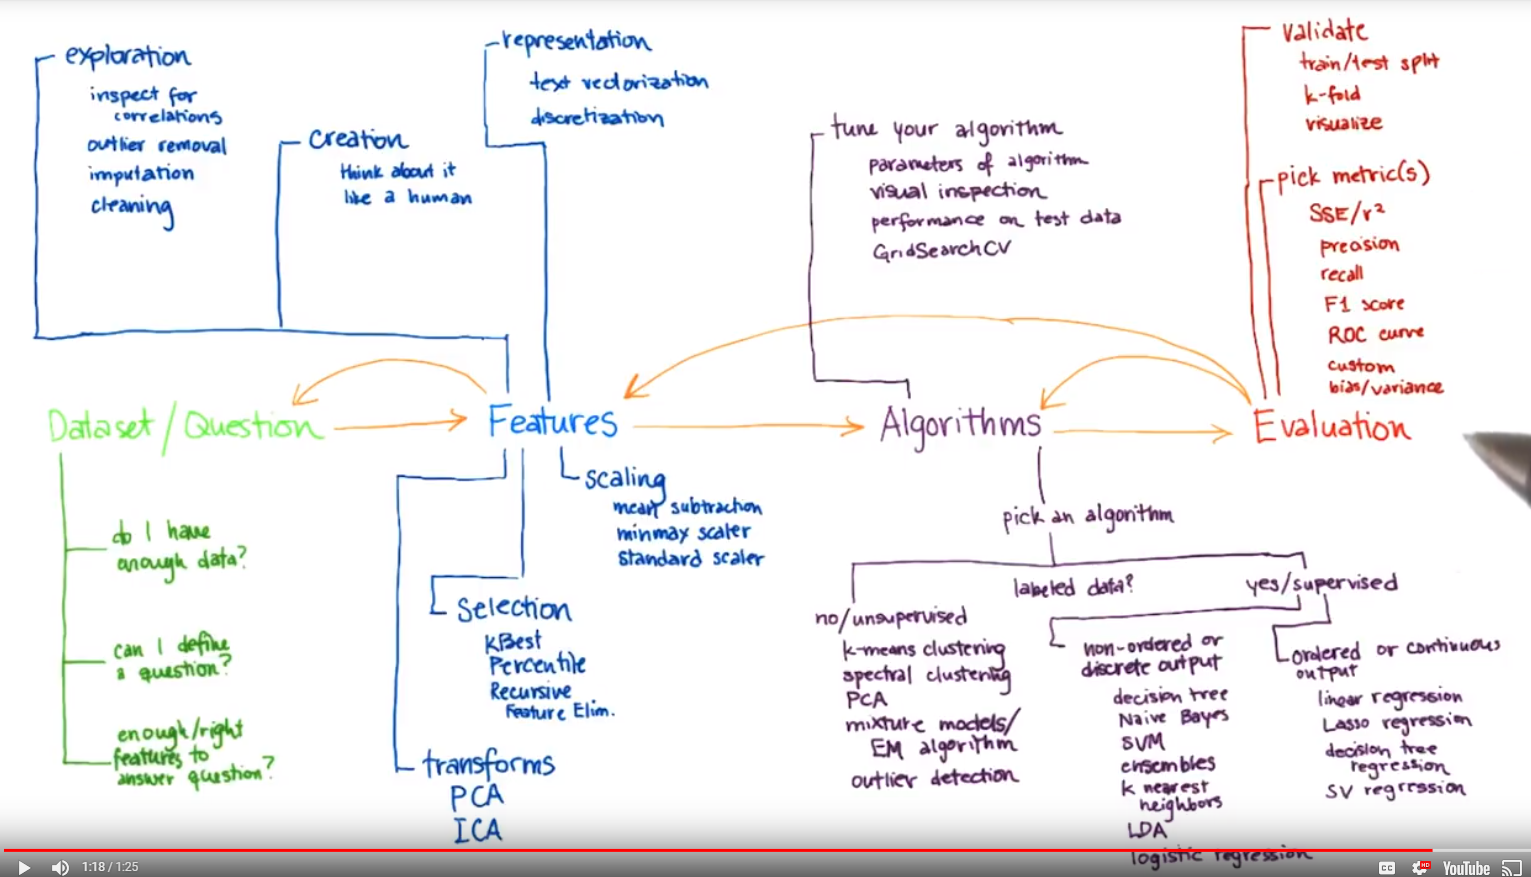 exploration
inspect for
correlations
outlier removal
imputation
cleaning
creation
think about it
like a human
representation
text vectorization
discretization
tune your algorithm
parameters of algorithm
visual inspection
performance on test data
GridSearchCV
validate
train/test split
k-fold
visualize
pick metric(s)
SSE/r²
precision
recall
F1 score
ROC curve
custom
bias/variance
Dataset/Question
Features
Algorithms
Evaluation
do I have
enough data?
can I define
a question?
enough/right
features to
answer question?
scaling
mean subtraction
minmax scaler
standard scaler
selection
KBest
Percentile
Recursive
Feature Elim.
transforms
PCA
ICA
pick an algorithm
labeled data?
no/unsupervised
k-means clustering
spectral clustering
PCA
mixture models/
EM algorithm
outlier detection
yes/supervised
non-ordered or
discrete output
decision tree
Naive Bayes
SVM
ensembles
k nearest
neighbors
LDA
logistic regression
ordered or continuous
output
linear regression
Lasso regression
decision tree
regression
SV regression
1:18 / 1:25
CC
HD
YouTube